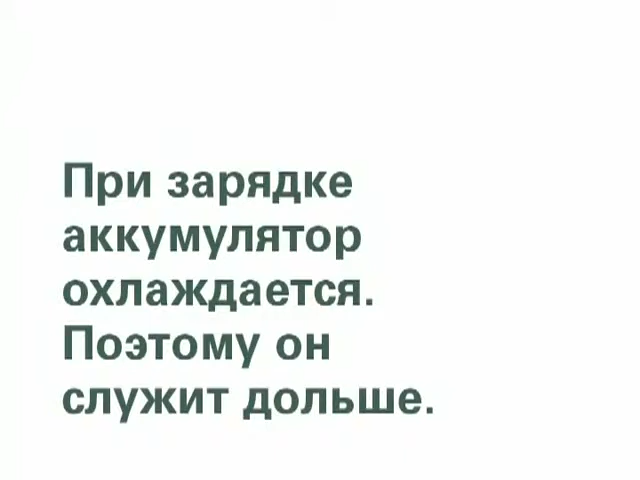 При зарядке
аккумулятор
охлаждается.
Поэтому он
служит дольше.